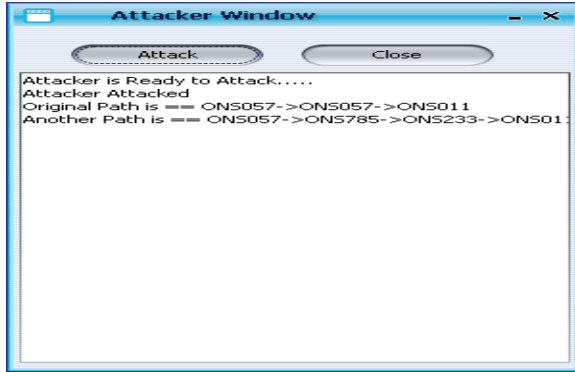 Attacker Window
Attack
Close
Attacker is Ready to Attack.....
Attacker Attacked
Original Path is == ONS057->ONS057->ONS011
Another Path is == ONS057->ONS785->ONS233->ONS01